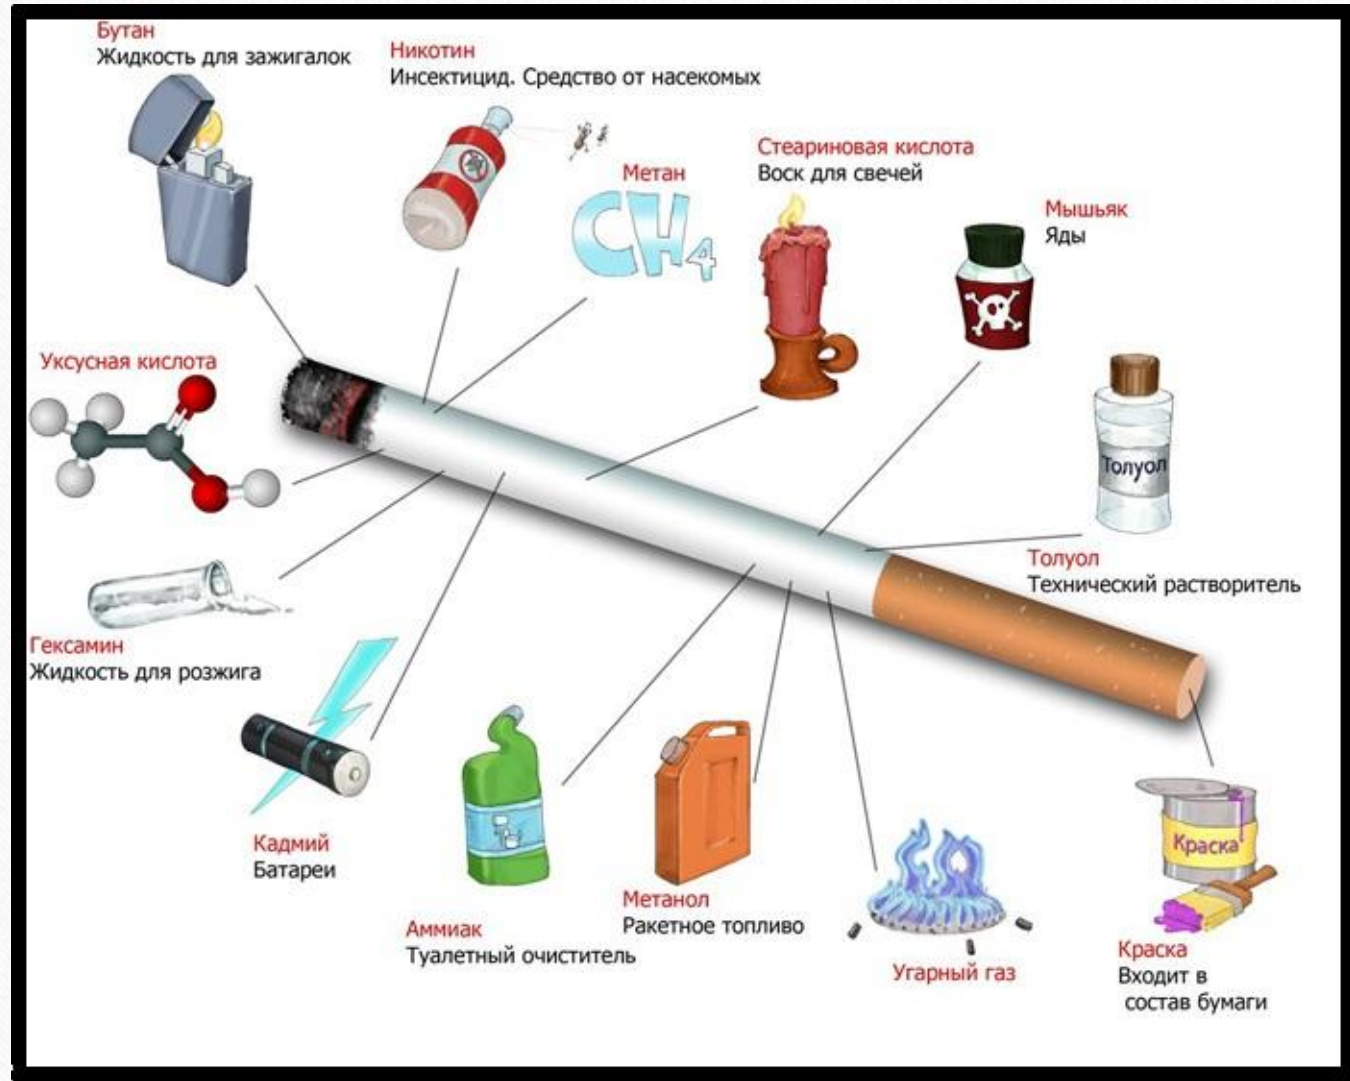 Бутан
Жидкость для зажигалок
Никотин
Инсектицид. Средство от насекомых
Метан
CH4
Стеариновая кислота
Воск для свечей
Мышьяк
Яды
Уксусная кислота
Толуол
Толуол
Технический растворитель
Гексамин
Жидкость для розжига
Кадмий
Батареи
Аммиак
Туалетный очиститель
Метанол
Ракетное топливо
Угарный газ
Краска
Краска
Входит в
состав бумаги